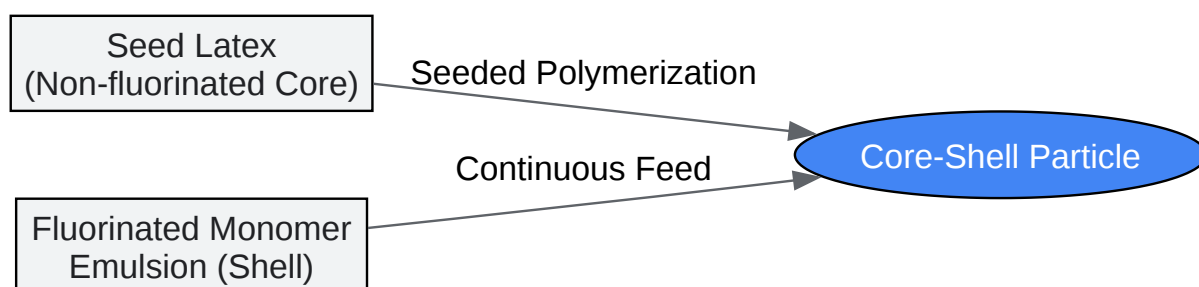 Seed Latex
(Non-fluorinated Core)
Seeded Polymerization
Core-Shell Particle
Continuous Feed
Fluorinated Monomer
Emulsion (Shell)